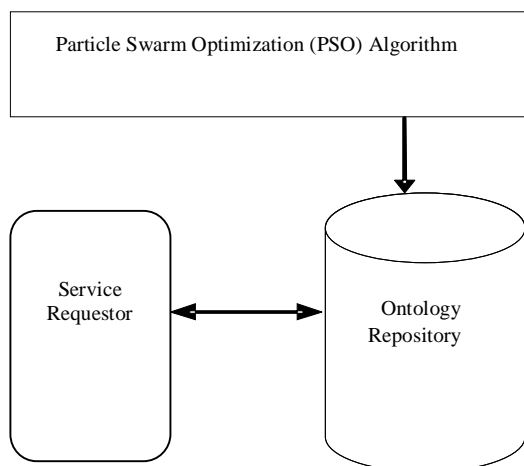 Particle Swarm Optimization (PSO) Algorithm
Service
Requestor
Ontology
Repository